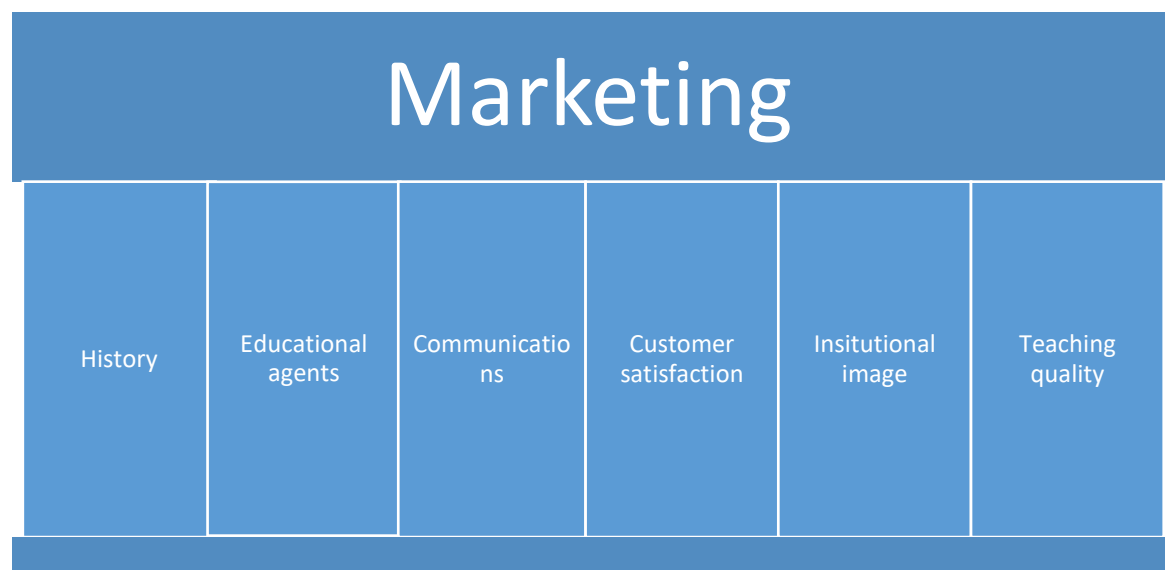 Marketing
History
Educational
agents
Communicatio
ns
Customer
satisfaction
Insitutional
image
Teaching
quality